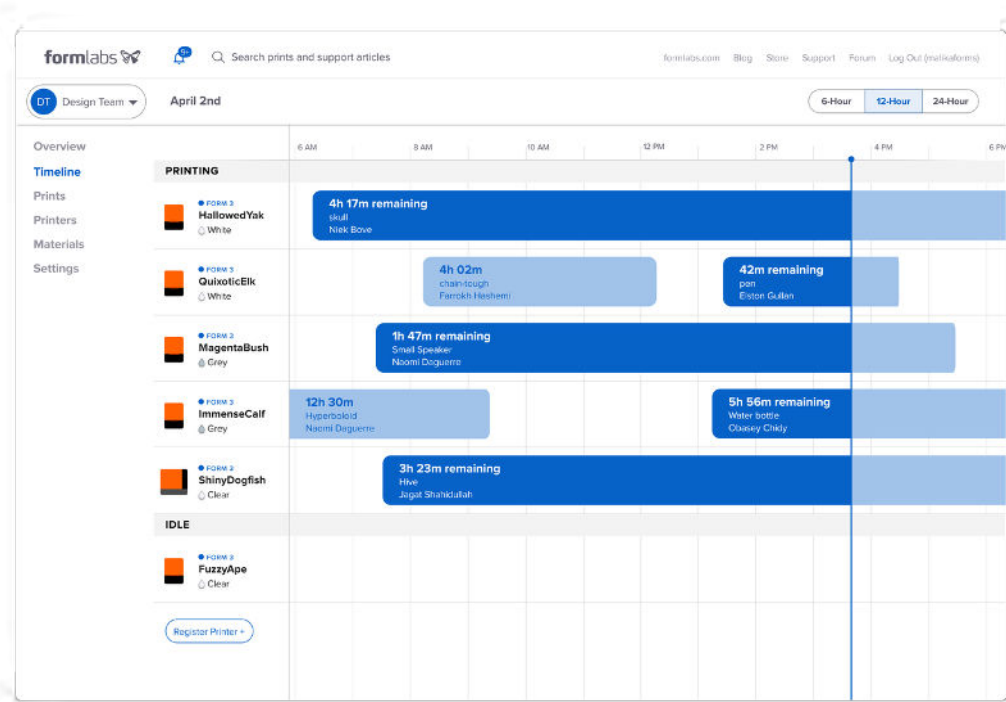 formlabs
9+
Search prints and support articles
formlabs.com Blog Store Support Forum Log Out (malikaforms)
DT Design Team
April 2nd
6-Hour 12-Hour 24-Hour
Overview
Timeline
Prints
Printers
Materials
Settings
6 AM 8 AM 10 AM 12 PM 2 PM 4 PM 6 PM
PRINTING
FORM 3
HallowedYak
White
4h 17m remaining
skull
Niek Bove
FORM 3
QuixoticElk
White
4h 02m
chain-tough
Farrokh Hashemi
42m remaining
pen
Elston Gullan
FORM 3
MagentaBush
Grey
1h 47m remaining
Small Speaker
Naomi Daguerre
FORM 3
ImmenseCalf
Grey
12h 30m
Hyperboloid
Naomi Daguerre
5h 56m remaining
Water bottle
Obasey Chidy
FORM 3
ShinyDogfish
Clear
3h 23m remaining
Hive
Jagat Shahidullah
IDLE
FORM 3
FuzzyApe
Clear
Register Printer +